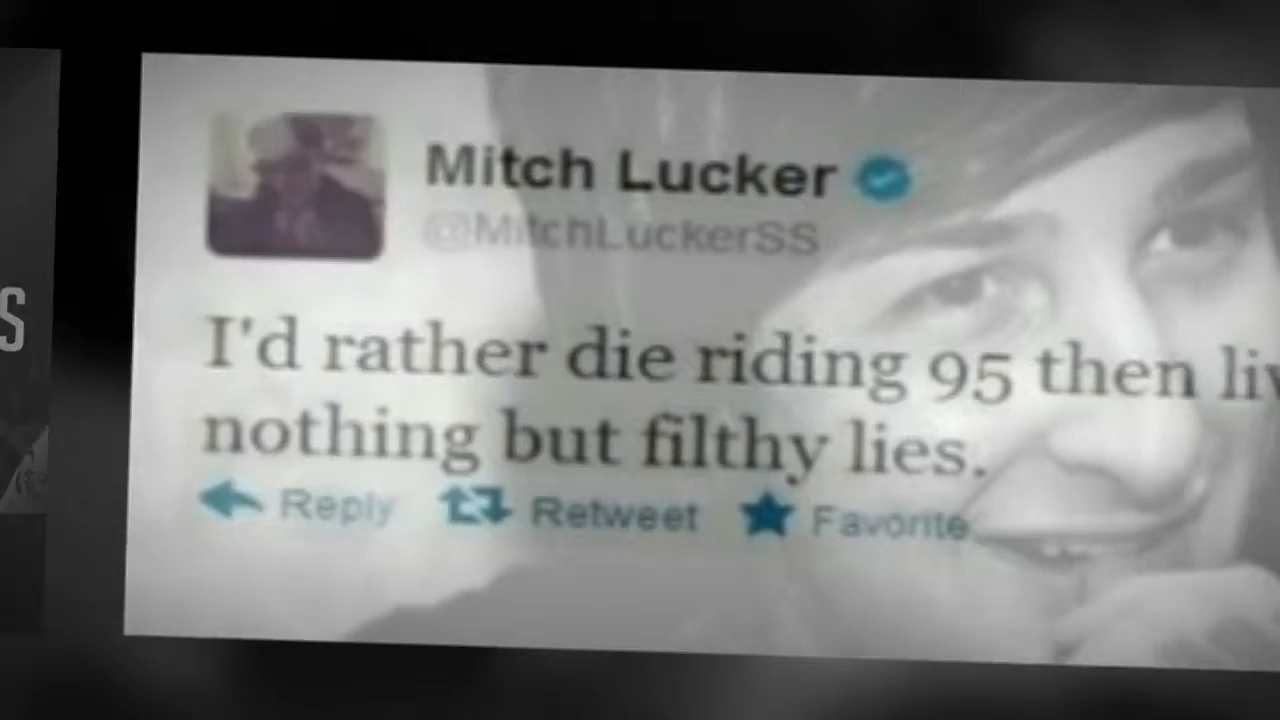 S
Mitch Lucker
@MitchLuckerSS
I'd rather die riding 95 then
nothing but filthy lies.
Reply Retweet Favorite